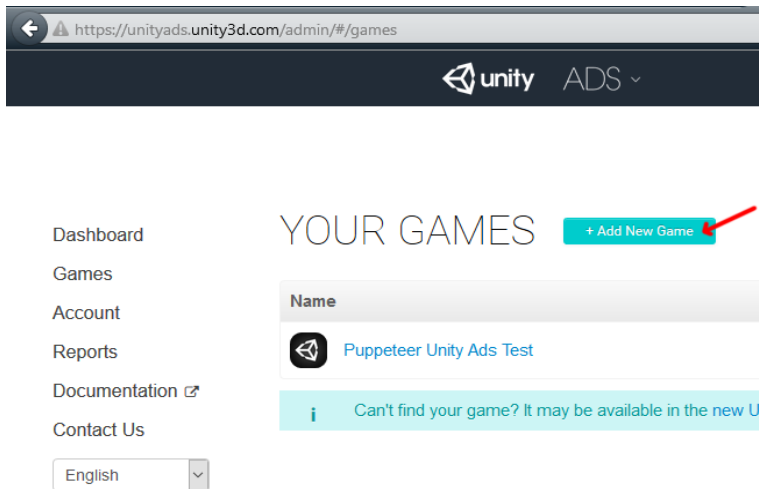 https://unityads.unity3d.com/admin/#/games
unity ADS
YOUR GAMES
+ Add New Game
Dashboard
Games
Account
Reports
Documentation
Contact Us
English
Name
Puppeteer Unity Ads Test
i Can't find your game? It may be available in the new U